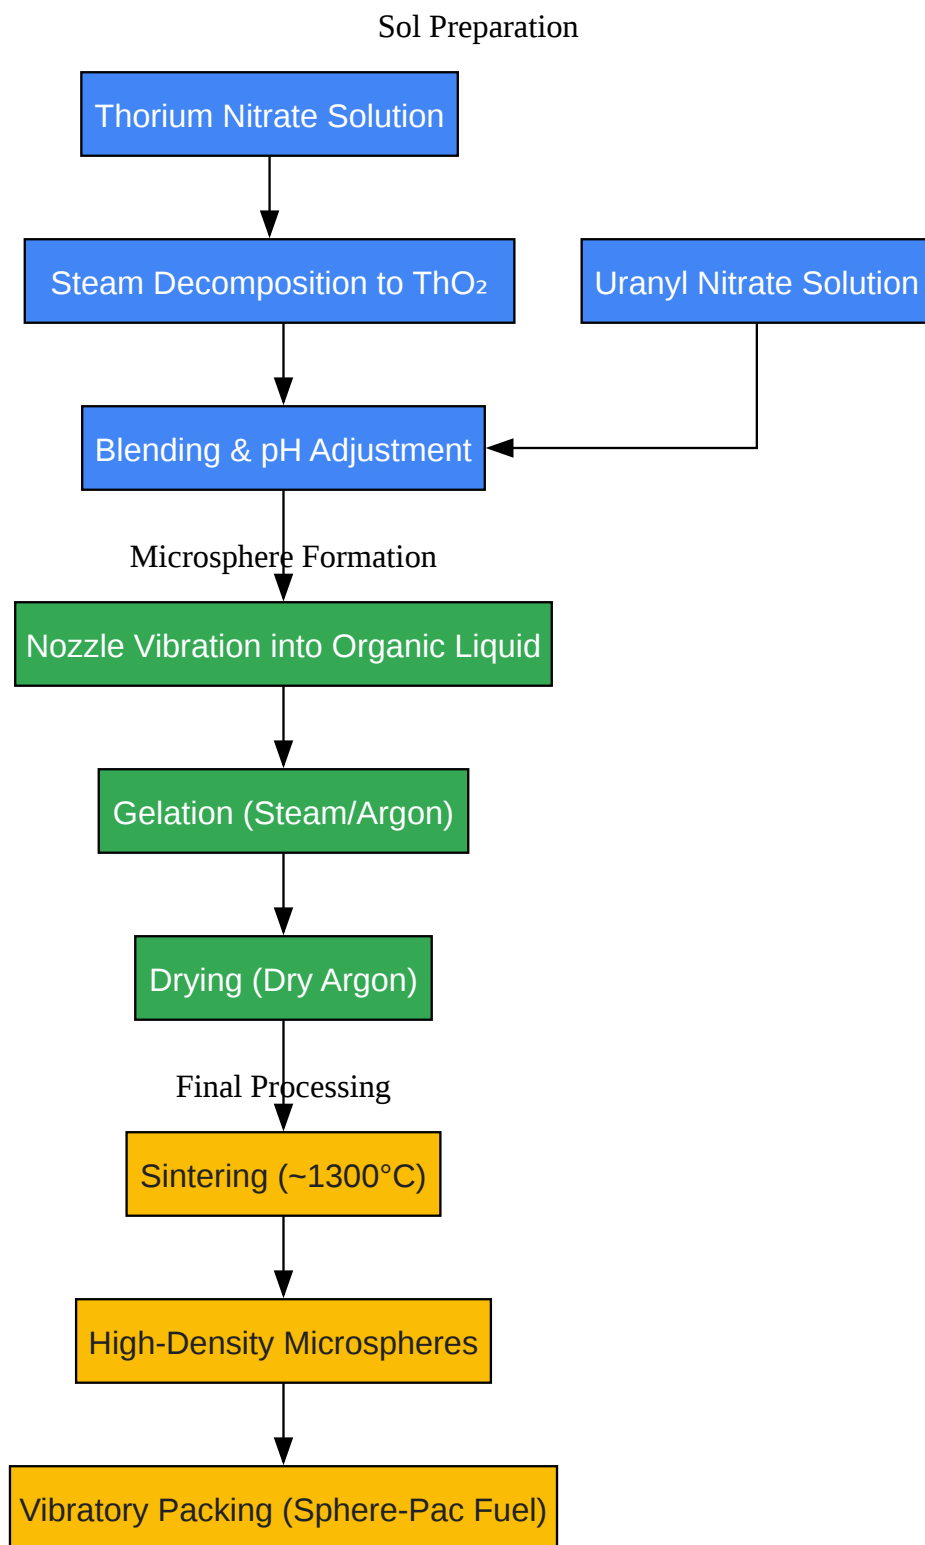 Sol Preparation
Thorium Nitrate Solution
Steam Decomposition to ThO₂
Uranyl Nitrate Solution
Blending & pH Adjustment
Microsphere Formation
Nozzle Vibration into Organic Liquid
Gelation (Steam/Argon)
Drying (Dry Argon)
Final Processing
Sintering (~1300°C)
High-Density Microspheres
Vibratory Packing (Sphere-Pac Fuel)